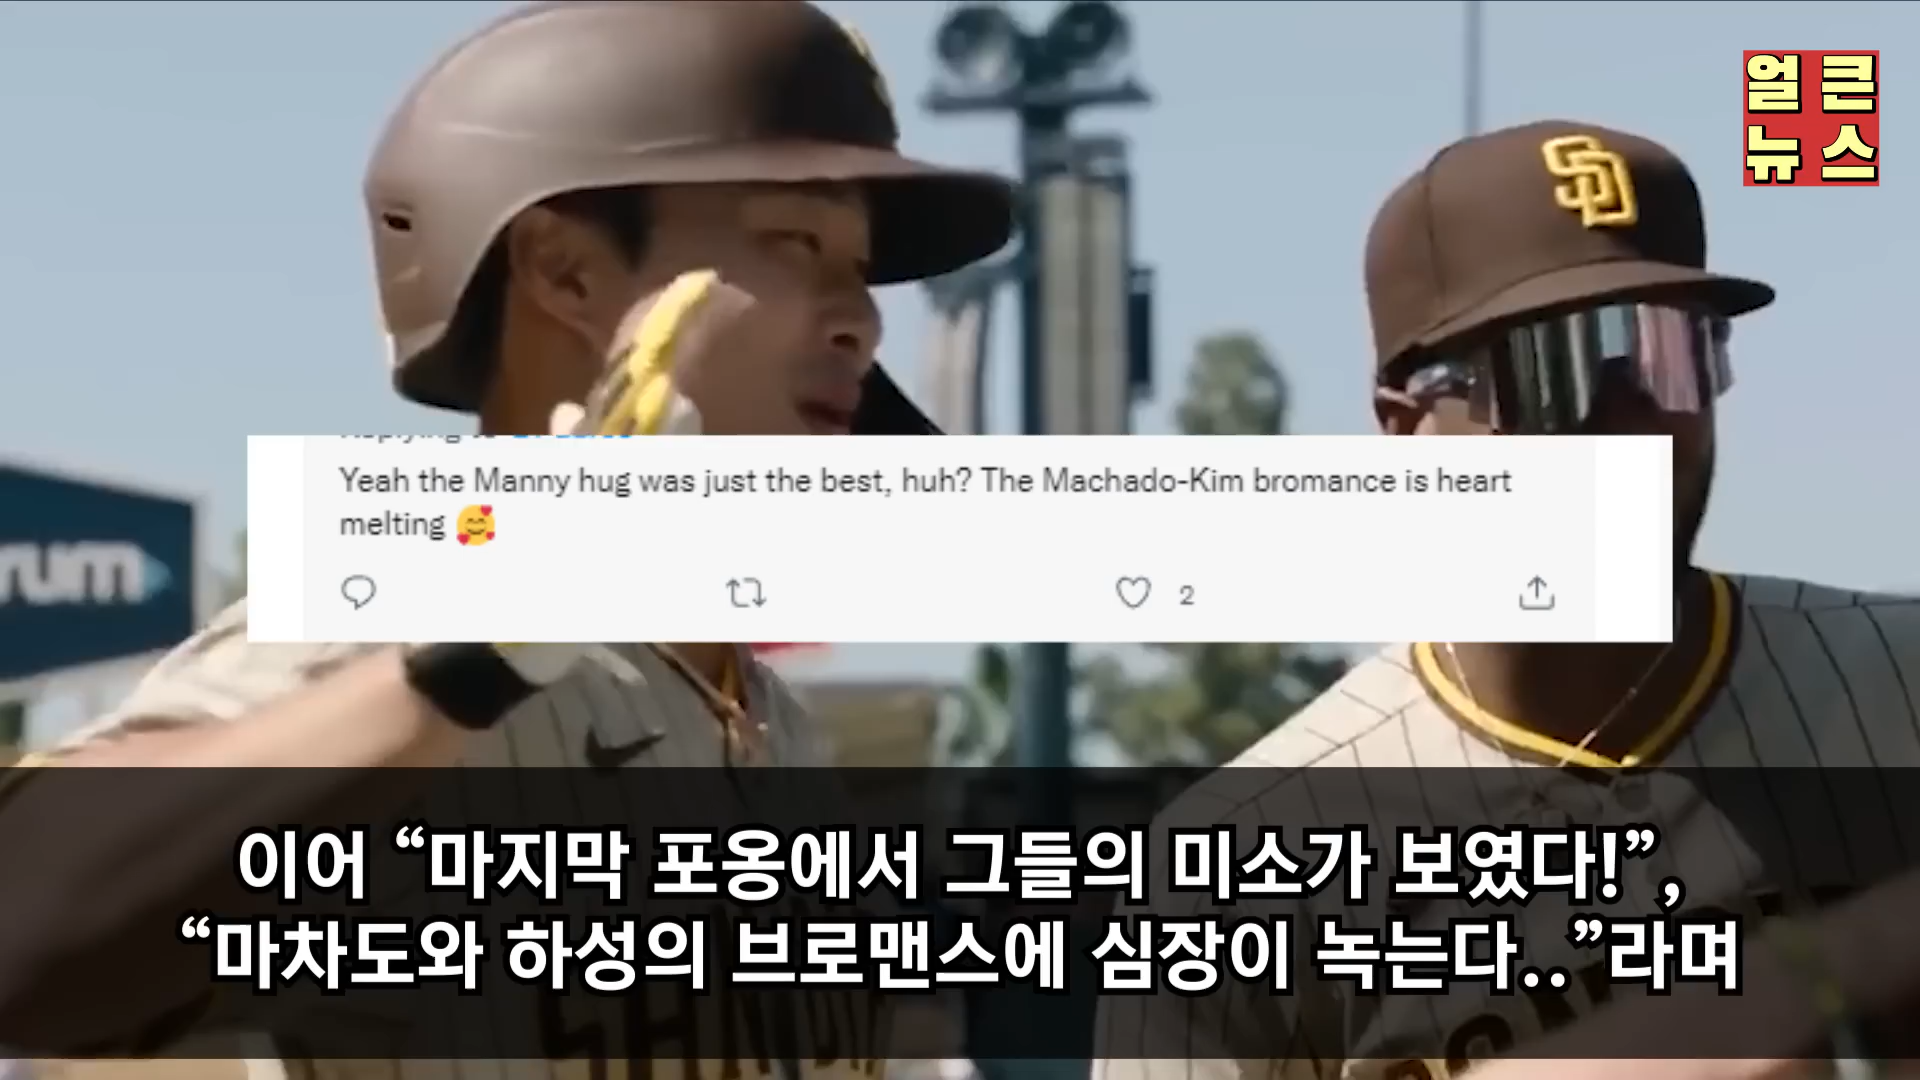 얼큰
뉴스
SD
Yeah the Manny hug was just the best, huh? The Machado-Kim bromance is heart
melting 🥰
2
rum
이어 “마지막 포옹에서 그들의 미소가 보였다!”,
“마차도와 하성의 브로맨스에 심장이 녹는다..”라며